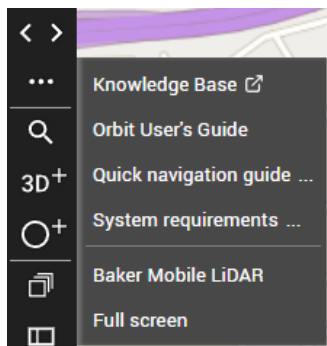 Knowledge Base
Orbit User's Guide
3D+
Quick navigation guide ...
System requirements ...
Baker Mobile LiDAR
Full screen